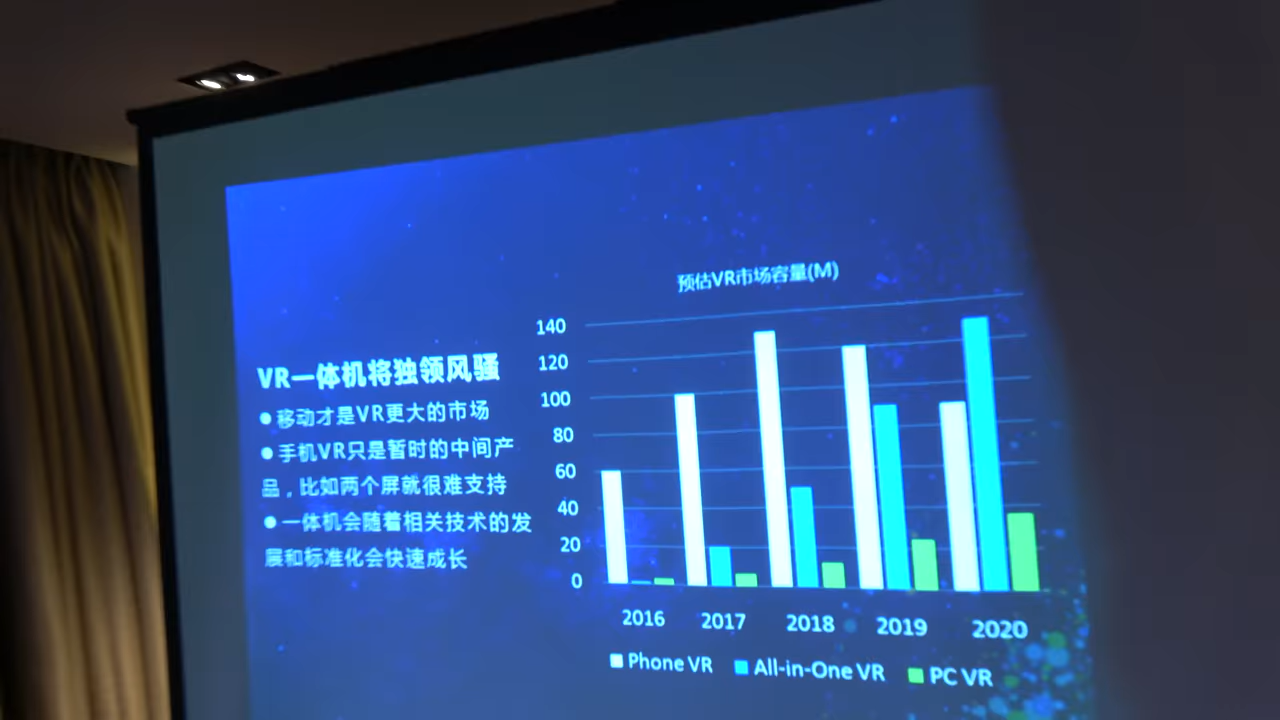 预估VR市场容量(M)
VR一体机将独领风骚
●移动才是VR更大的市场
●手机VR只是暂时的中间产
品，比如两个屏就很难支持
●一体机会随着相关技术的发
展和标准化会快速成长
140
120
100
80
60
40
20
0
2016 2017 2018 2019 2020
Phone VR All-in-One VR PC VR